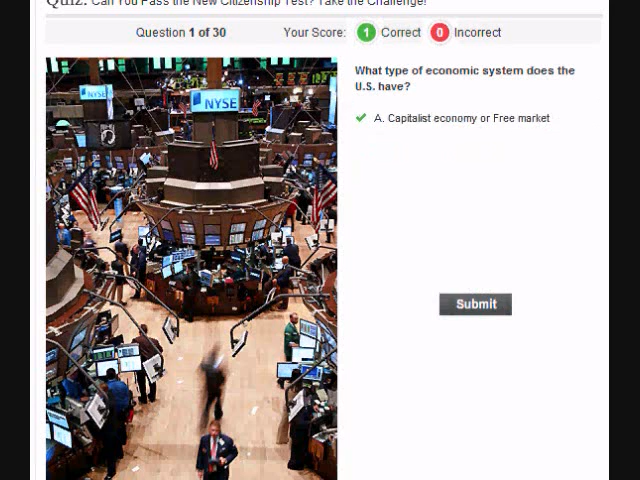 Quiz: Can You Pass the New Citizenship Test? Take the Challenge!
Question 1 of 30 Your Score: 1 Correct 0 Incorrect
What type of economic system does the
U.S. have?
A. Capitalist economy or Free market
Submit
NYSE
NYSE